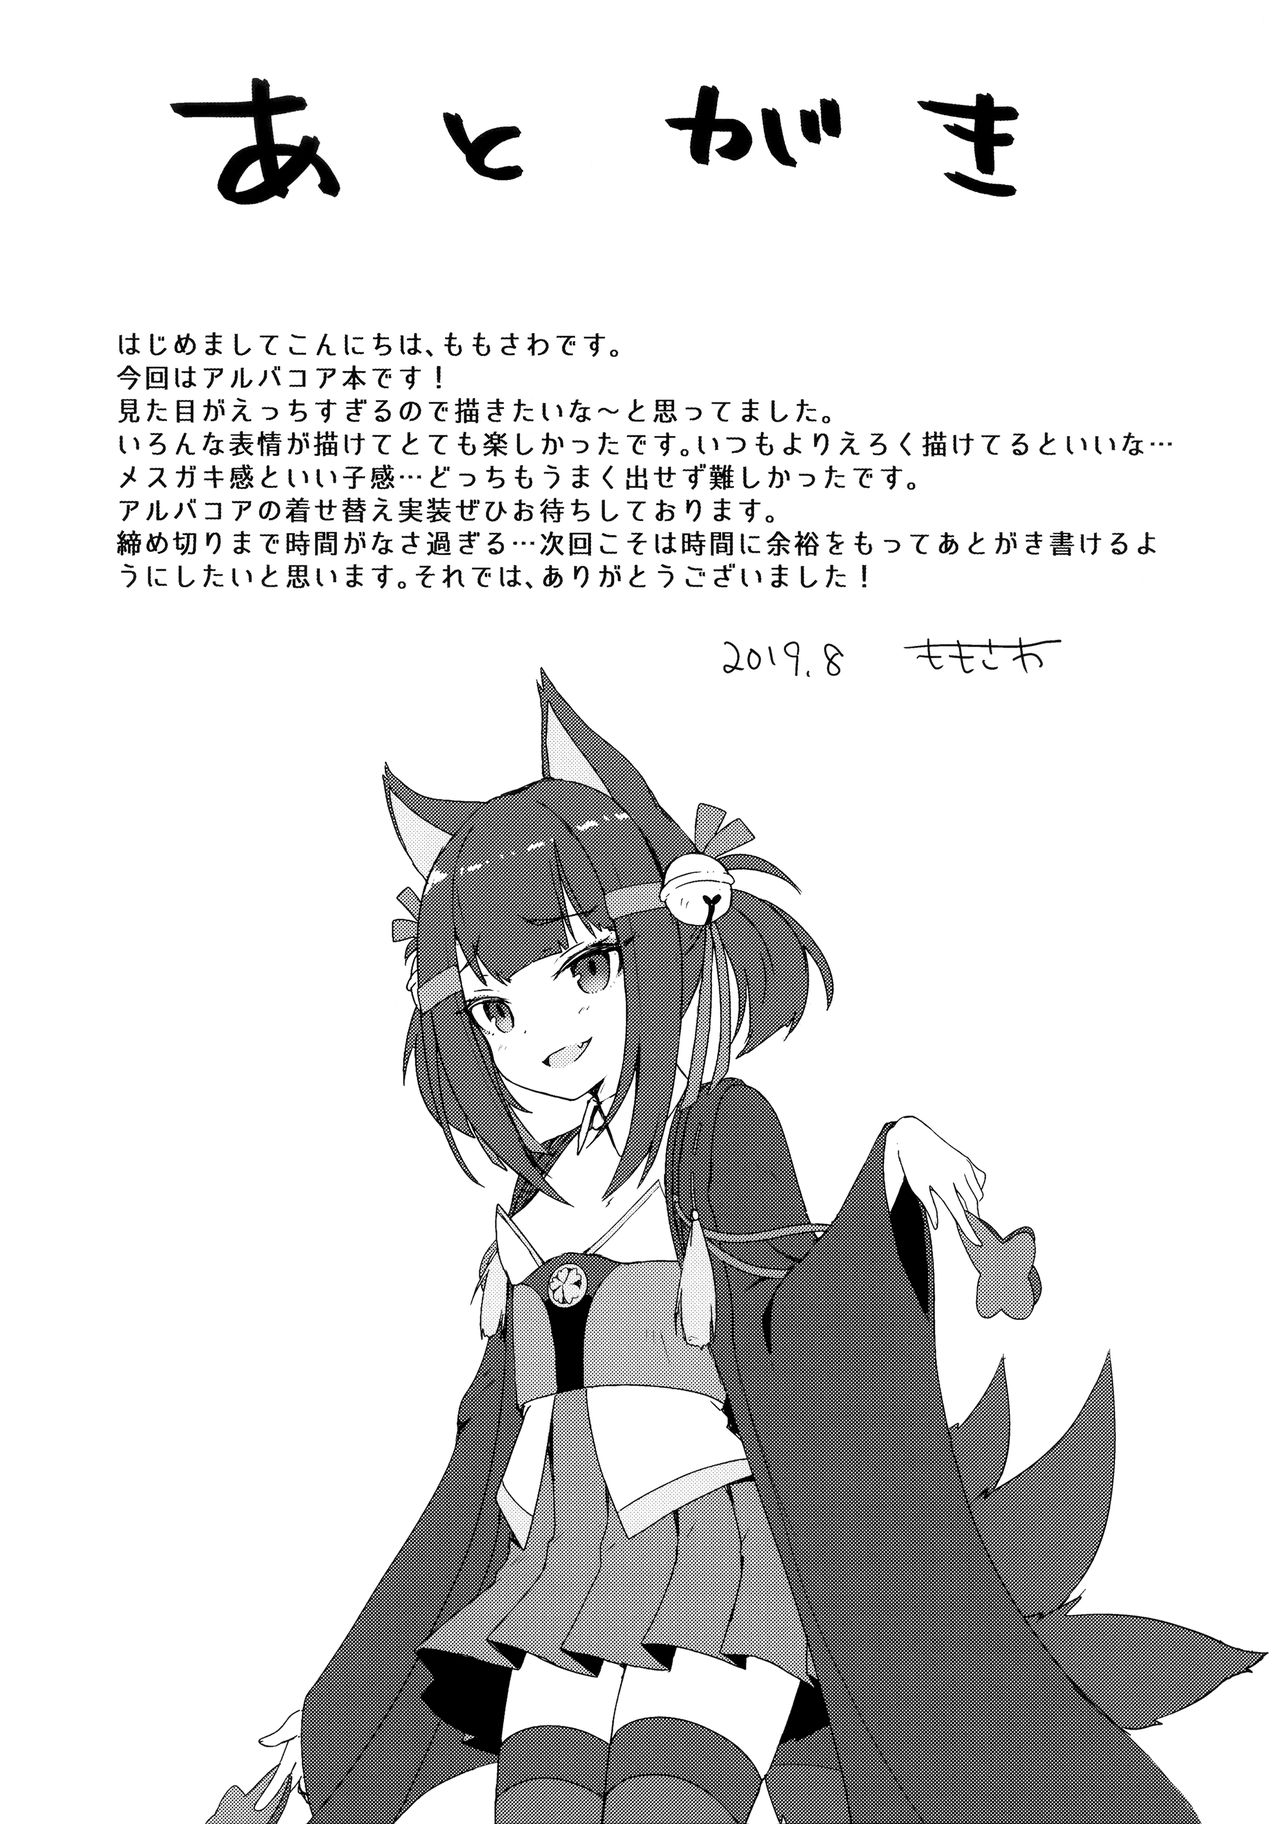 あとがき
はじめましてこんにちは、ももさわです。
今回はアルバコア本です！
見た目がえっちすぎるので描きたいな～と思ってました。
いろんな表情が描けてとても楽しかったです。いつもよりえろく描けてるといいな…
メスガキ感といい子感…どっちもうまく出せず難しかったです。
アルバコアの着せ替え実装ぜひお待ちしております。
締め切りまで時間がなさ過ぎる…次回こそは時間に余裕をもってあとがき書けるよ
うにしたいと思います。それでは、ありがとうございました！
2019.8 ももさわ